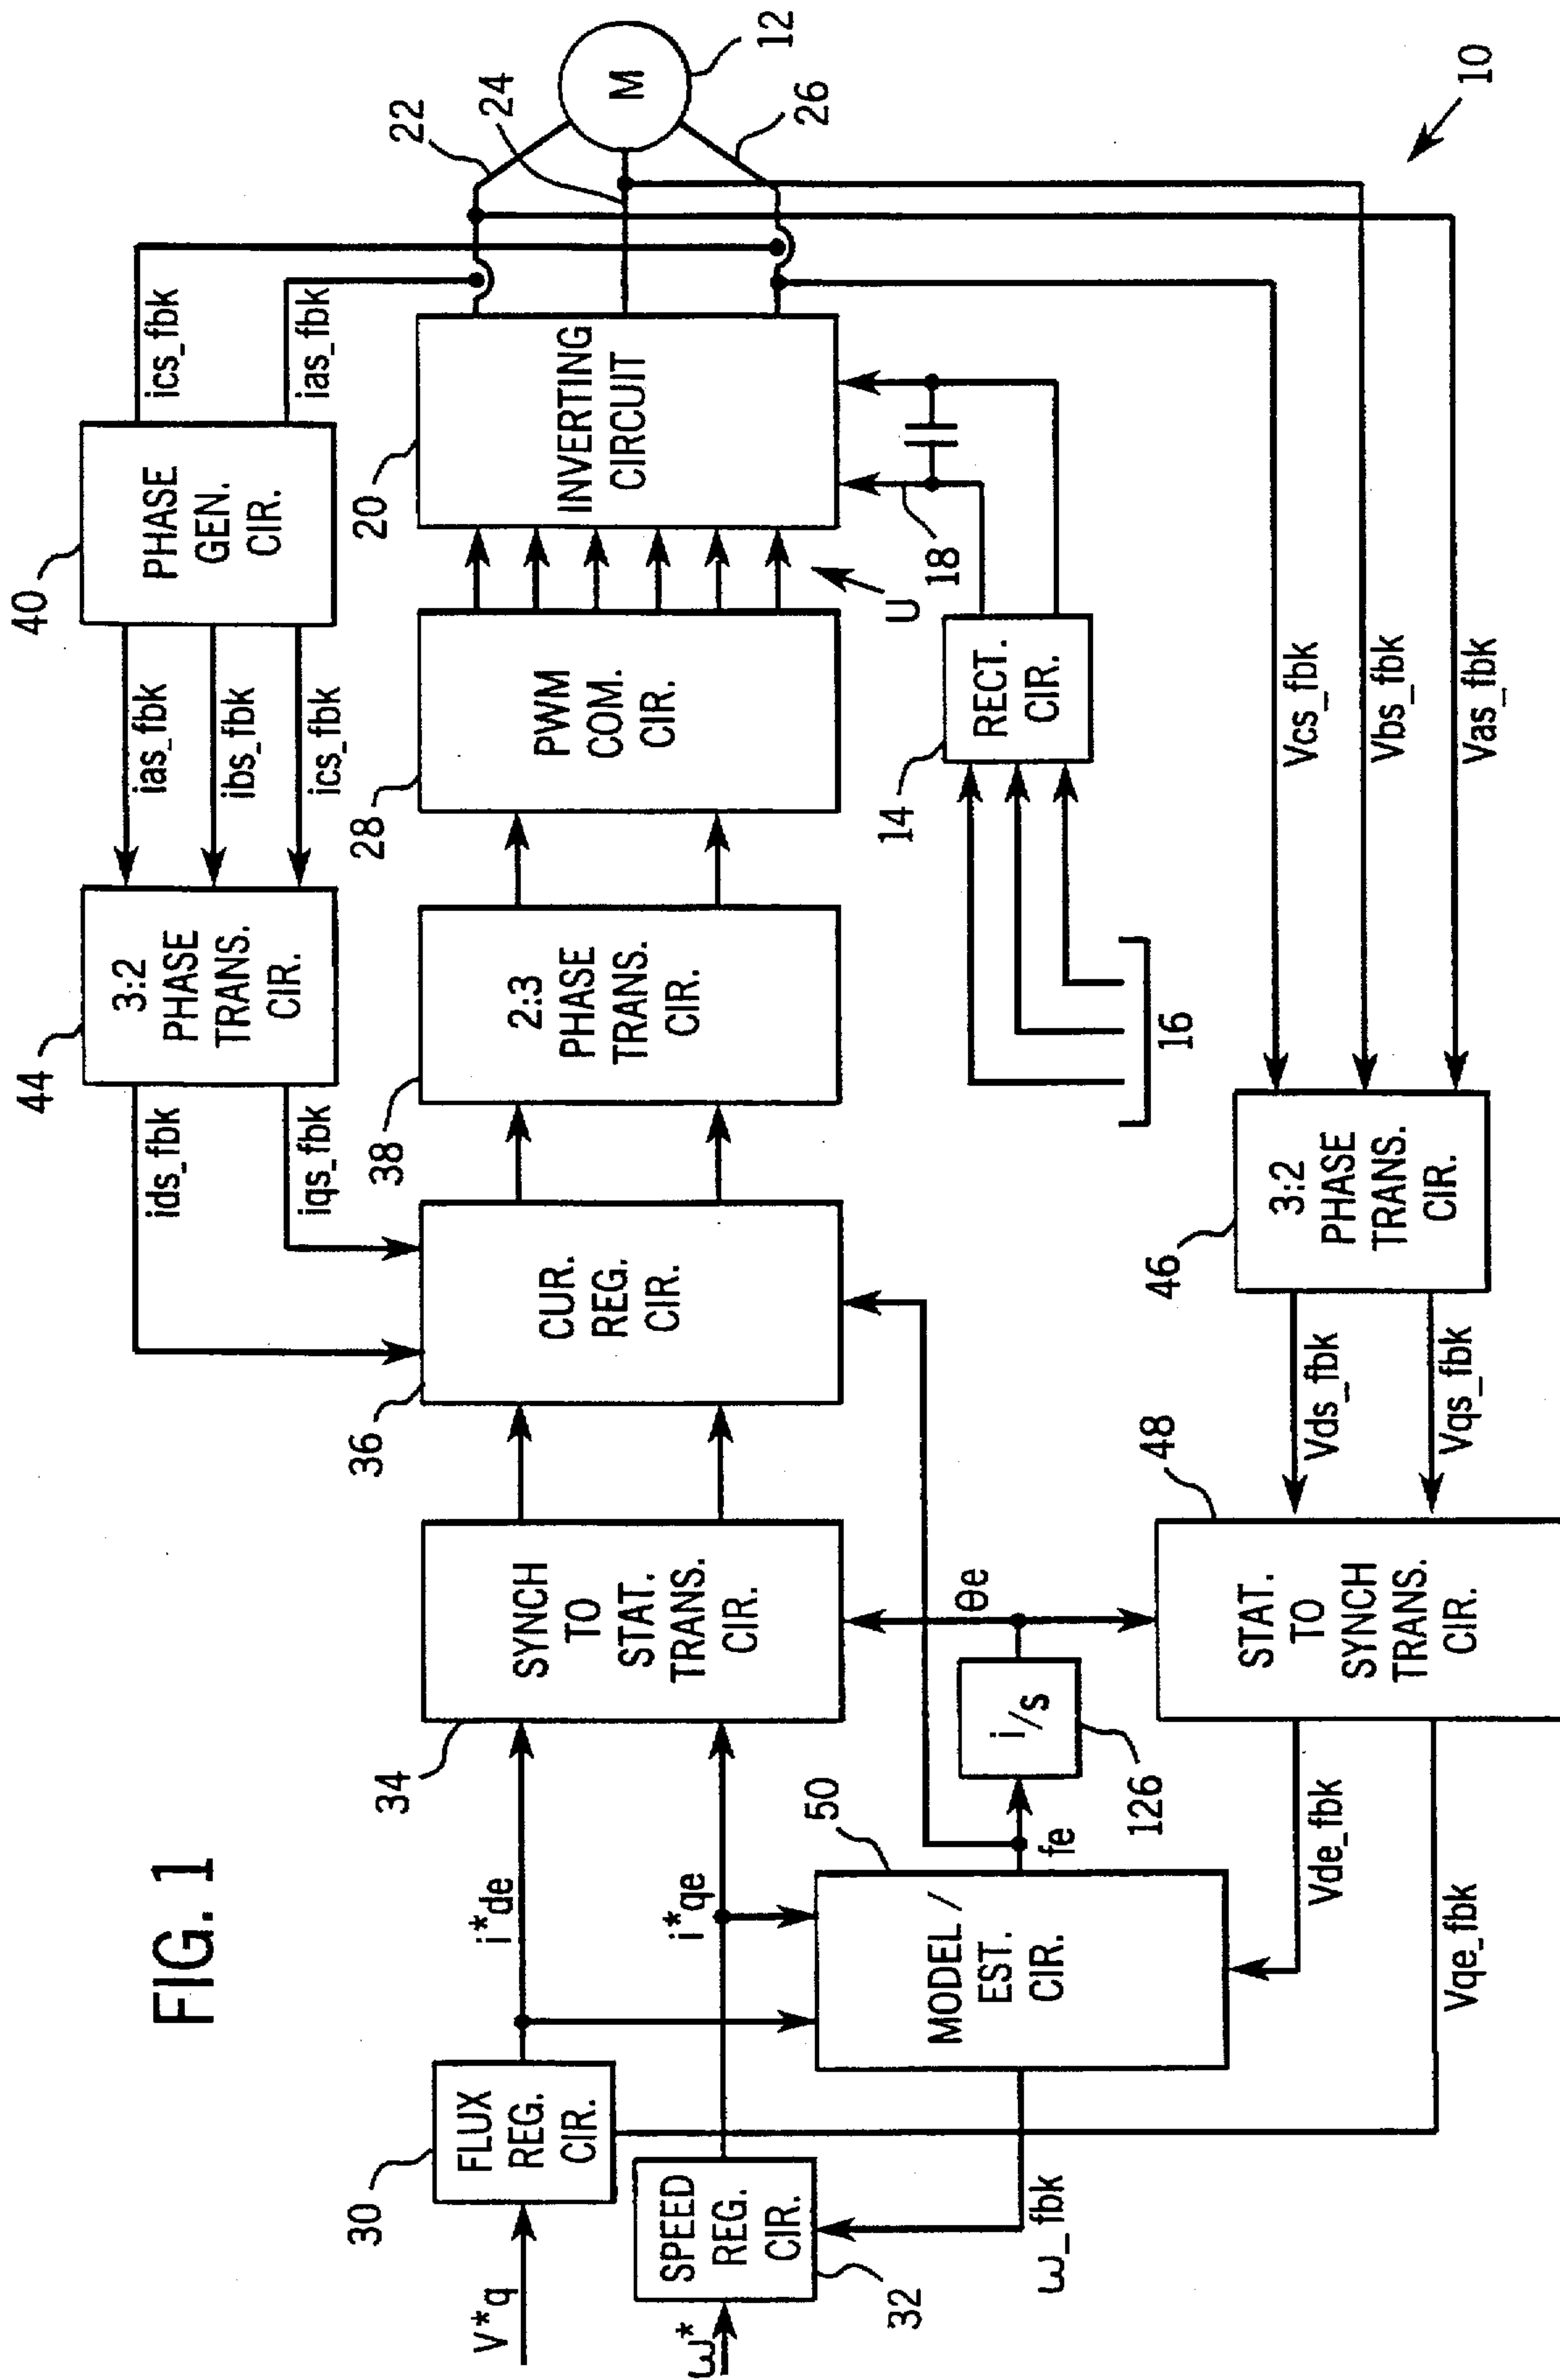 FIG. 1
40
PHASE
GEN.
CIR.
ics_fbk
ias_fbk
ias_fbk
ibs_fbk
ics_fbk
44
3:2
PHASE
TRANS.
CIR.
ids_fbk
iqs_fbk
V*q
30
FLUX
REG.
CIR.
i*de
34
SYNCH
TO
STAT.
TRANS.
CIR.
36
CUR.
REG.
CIR.
38
2:3
PHASE
TRANS.
CIR.
28
PWM
COM.
CIR.
U
20
INVERTING
CIRCUIT
22
24
26
M
12
10
ω*
SPEED
REG.
CIR.
32
i*qe
ω_fbk
50
MODEL /
EST.
CIR.
fe
i/s
126
θe
14
RECT.
CIR.
16
18
Vcs_fbk
Vbs_fbk
Vas_fbk
46
3:2
PHASE
TRANS.
CIR.
Vds_fbk
Vqs_fbk
48
STAT.
TO
SYNCH
TRANS.
CIR.
Vde_fbk
Vqe_fbk